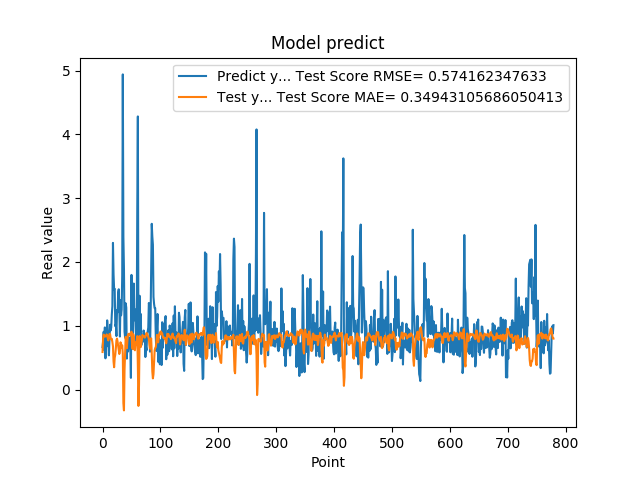 Model predict
Predict y... Test Score RMSE= 0.574162347633
Test y... Test Score MAE= 0.34943105686050413
Real value
5
4
3
2
1
0
0 100 200 300 400 500 600 700 800
Point